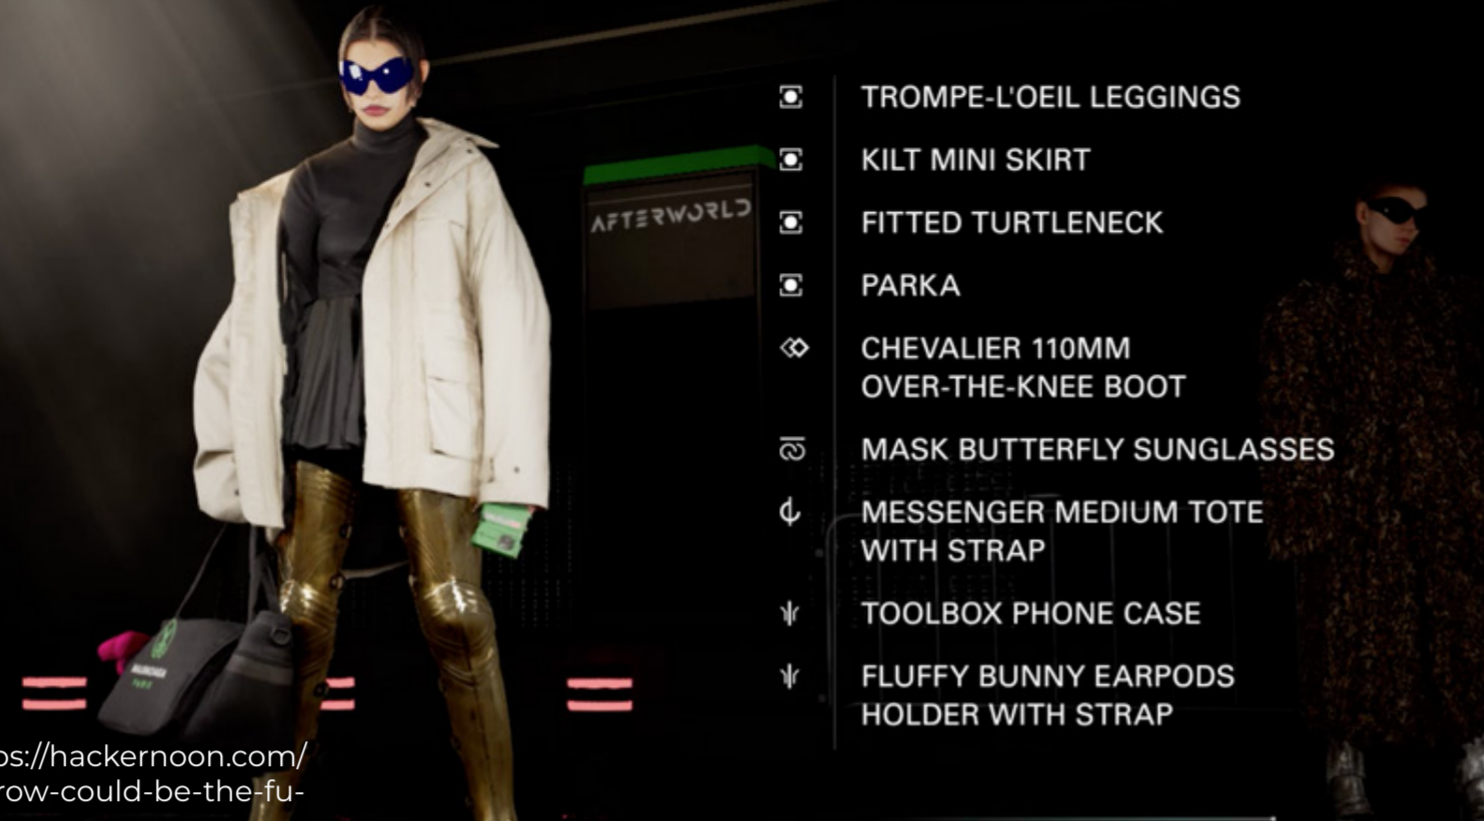 AFTERWORLD
TROMPE-L'OEIL LEGGINGS
KILT MINI SKIRT
FITTED TURTLENECK
PARKA
CHEVALIER 110MM
OVER-THE-KNEE BOOT
MASK BUTTERFLY SUNGLASSES
MESSENGER MEDIUM TOTE
WITH STRAP
TOOLBOX PHONE CASE
FLUFFY BUNNY EARPODS
HOLDER WITH STRAP
ps://hackernoon.com/
row-could-be-the-fu-